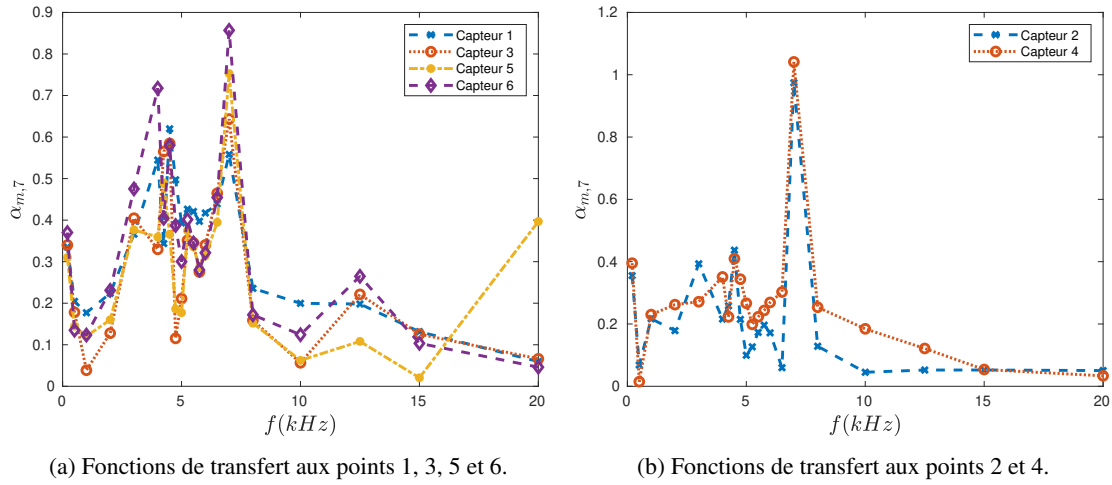 0.9
0.8
0.7
0.6
0.5
0.4
0.3
0.2
0.1
0
α_{m,7}
0 5 10 15 20
f(kHz)
Capteur 1
Capteur 3
Capteur 5
Capteur 6
(a) Fonctions de transfert aux points 1, 3, 5 et 6.
1.2
1
0.8
0.6
0.4
0.2
0
α_{m,7}
0 5 10 15 20
f(kHz)
Capteur 2
Capteur 4
(b) Fonctions de transfert aux points 2 et 4.